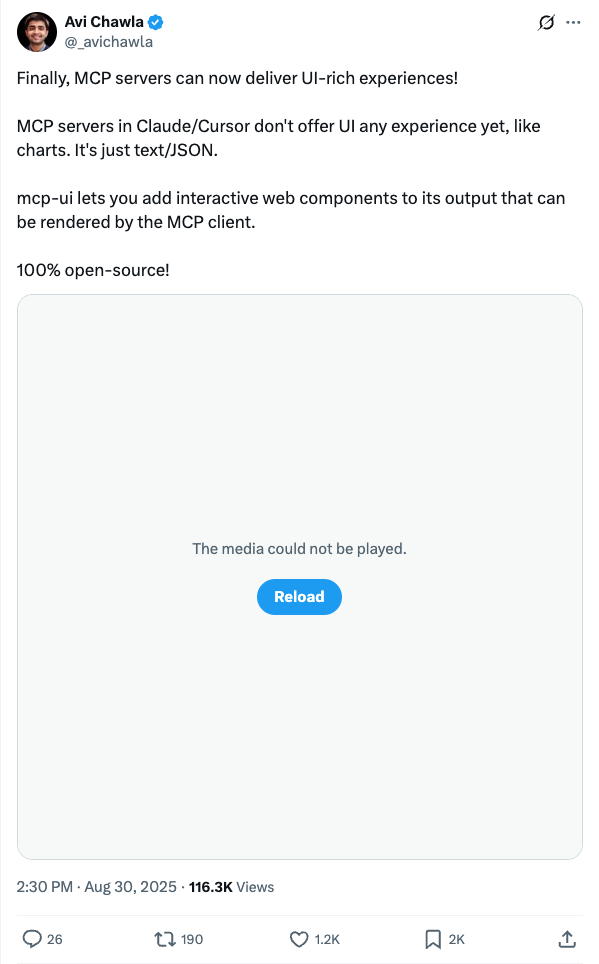 Avi Chawla
@_avichawla
Finally, MCP servers can now deliver UI-rich experiences!
MCP servers in Claude/Cursor don't offer UI any experience yet, like
charts. It's just text/JSON.
mcp-ui lets you add interactive web components to its output that can
be rendered by the MCP client.
100% open-source!
The media could not be played.
Reload
2:30 PM · Aug 30, 2025 · 116.3K Views
26 190 1.2K 2K